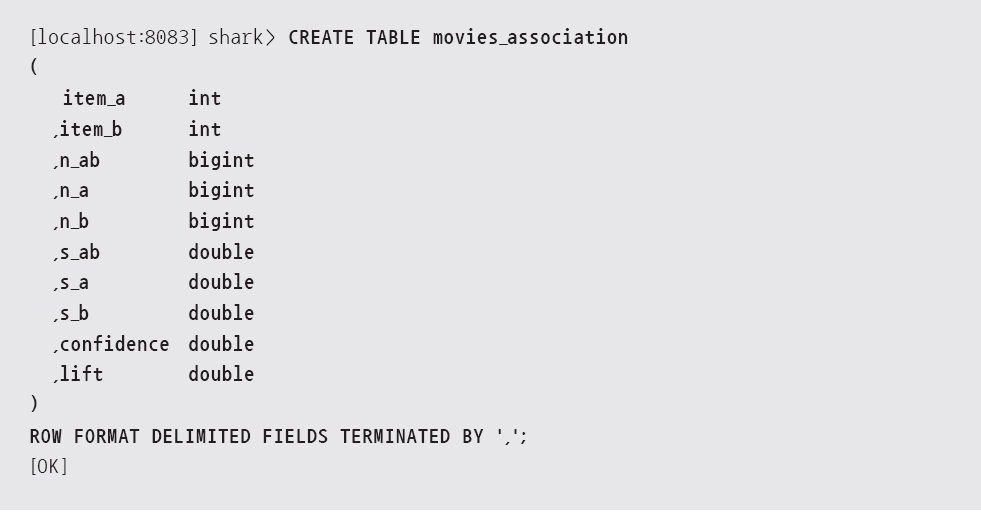 [localhost:8083] shark> CREATE TABLE movies_association
(
item_a int
,item_b int
,n_ab bigint
,n_a bigint
,n_b bigint
,s_ab double
,s_a double
,s_b double
,confidence double
,lift double
)
ROW FORMAT DELIMITED FIELDS TERMINATED BY ',';
[OK]